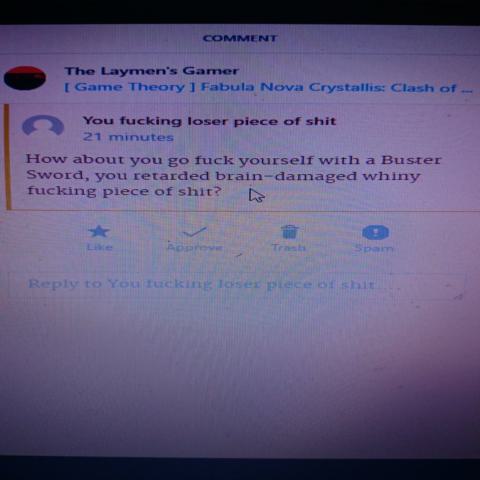 COMMENT
The Laymen's Gamer
[ Game Theory ] Fabula Nova Crystallis: Clash of ...
You fucking loser piece of shit
21 minutes
How about you go fuck yourself with a Buster
Sword, you retarded brain-damaged whiny
fucking piece of shit?
Like Approve Trash Spam
Reply to You fucking loser piece of shit...